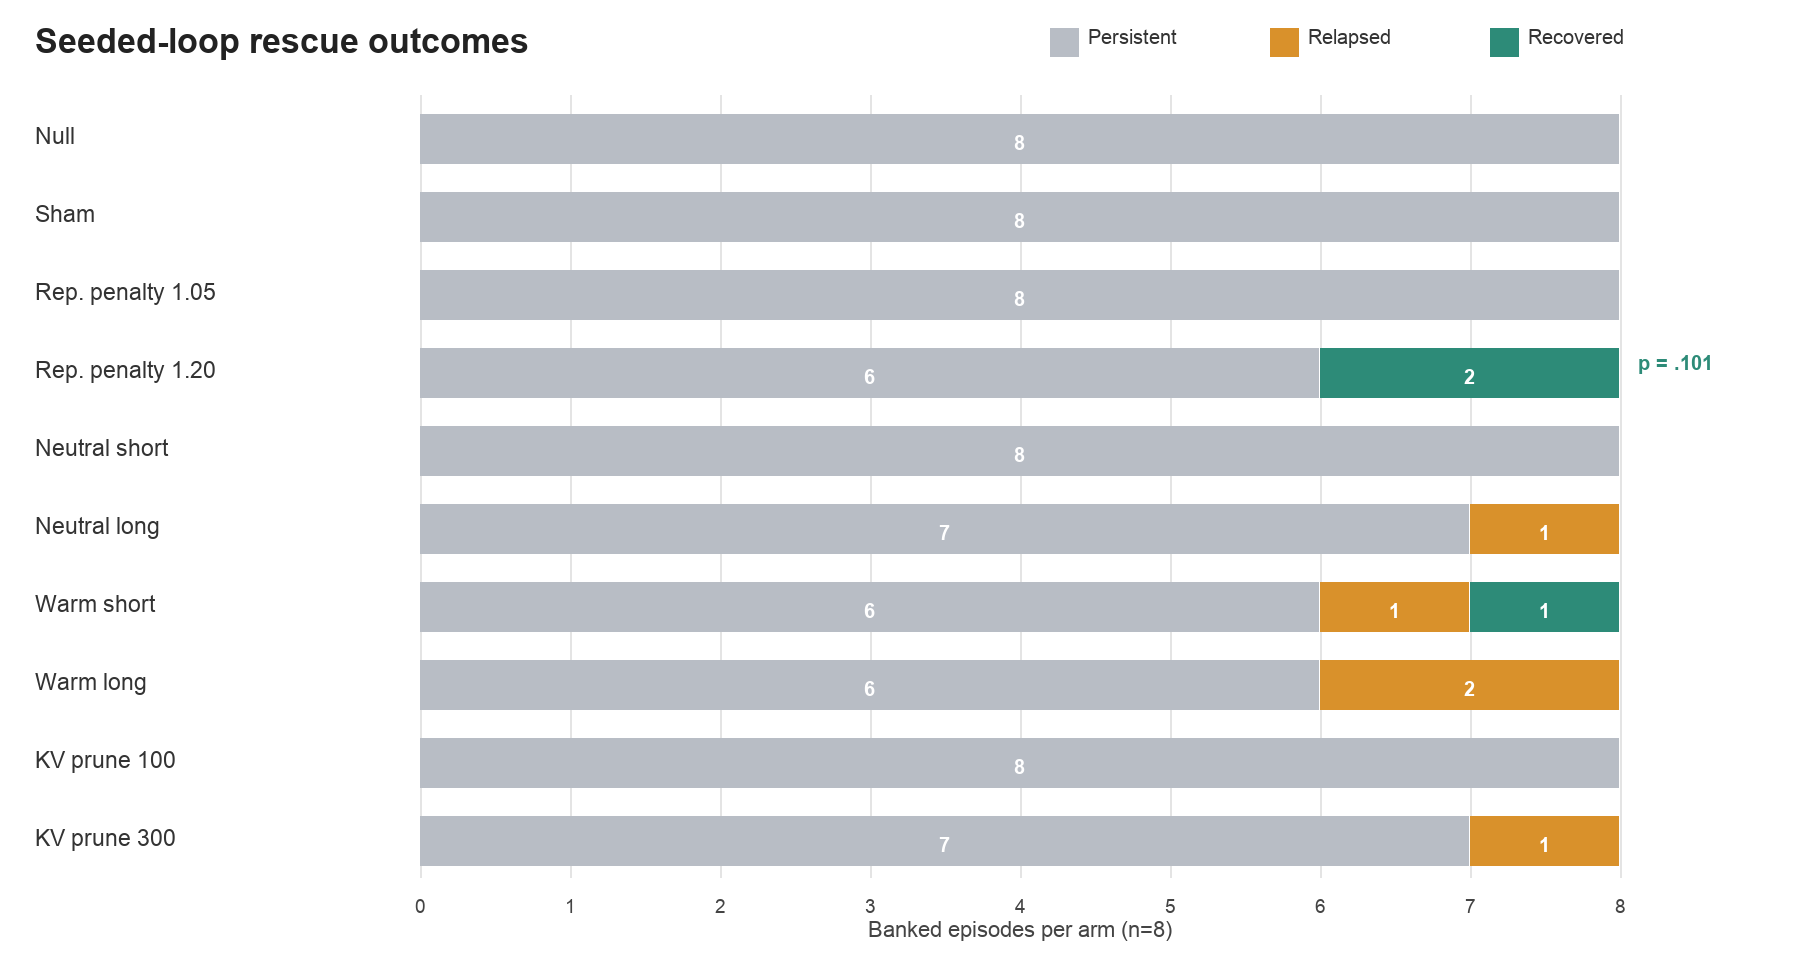 Seeded-loop rescue outcomes
Persistent
Relapsed
Recovered
Null
8
Sham
8
Rep. penalty 1.05
8
Rep. penalty 1.20
6
2
p = .101
Neutral short
8
Neutral long
7
1
Warm short
6
1
1
Warm long
6
2
KV prune 100
8
KV prune 300
7
1
0 1 2 3 4 5 6 7 8
Banked episodes per arm (n=8)